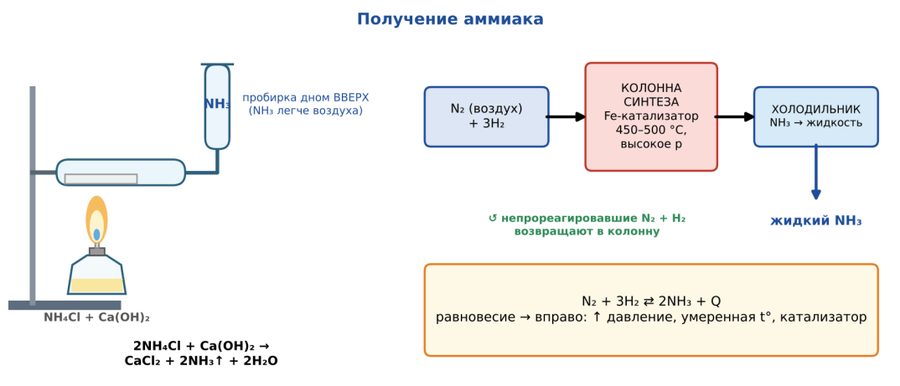 Получение аммиака
NH₃
пробирка дном ВВЕРХ
(NH₃ легче воздуха)
NH₄Cl + Ca(OH)₂
2NH₄Cl + Ca(OH)₂ →
CaCl₂ + 2NH₃↑ + 2H₂O
N₂ (воздух)
+ 3H₂
КОЛОННА
СИНТЕЗА
Fe-катализатор
450–500 °C,
высокое p
ХОЛОДИЛЬНИК
NH₃ → жидкость
↺ непрореагировавшие N₂ + H₂
возвращают в колонну
жидкий NH₃
N₂ + 3H₂ ⇄ 2NH₃ + Q
равновесие → вправо: ↑ давление, умеренная t°, катализатор